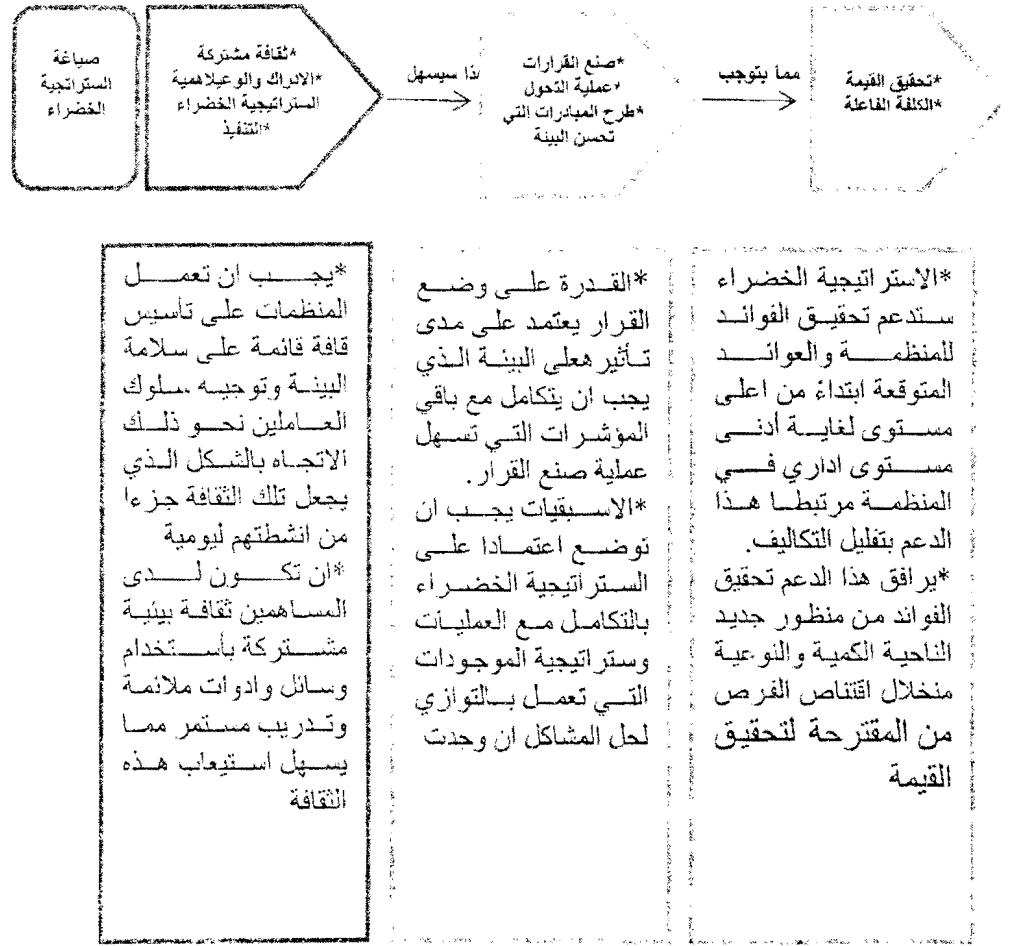 صياغة
الستراتجية
الخضراء
*ثقافة مشتركة
*الادراك والوعيلاهمية
الستراتيجية الخضراء
*التنفيذ
ذا سيسهل
*صنع القرارات
*عملية التحول
*طرح المبادرات التي
تحسن البيئة
مما يتوجب
*تحقيق القيمة
*الكلفة الفاعلة
*يجب ان تعمل
المنظمات على تأسيس
قافة قائمة على سلامة
البيئة وتوجيه سلوك
العاملين نحو ذلك
الاتجاه بالشكل الذي
يجعل تلك الثقافة جزءا
من انشطتهم ليومية
*ان تكون لدى
المساهمين ثقافة بيئية
مشتركة بأستخدام
وسائل وادوات ملائمة
وتدريب مستمر مما
يسهل استيعاب هذه
الثقافة
*القدرة على وضع
القرار يعتمد على مدى
تأثير هعلى البيئة الذي
يجب ان يتكامل مع باقي
المؤشرات التي تسهل
عملية صنع القرار.
*الاسبقيات يجب ان
توضع اعتمادا على
الستراتيجية الخضراء
بالتكامل مع العمليات
وستراتيجية الموجودات
التي تعمل بالتوازي
لحل المشاكل ان وجدت
*الاستراتيجية الخضراء
ستدعم تحقيق الفوائد
للمنظمة والعوائد
المتوقعة ابتداءً من اعلى
مستوى لغاية أدنى
مستوى اداري في
المنظمة مرتبطا هذا
الدعم بتقليل التكاليف.
*يرافق هذا الدعم تحقيق
الفوائد من منظور جديد
الناحية الكمية والنوعية
منخلال اقتناص الفرص
من المقترحة لتحقيق
القيمة